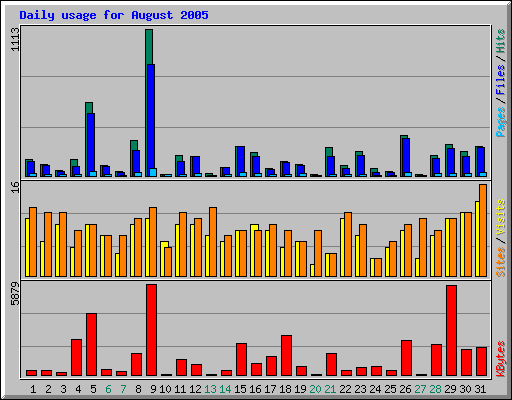 Daily usage for August 2005
1113
Pages / Files / Hits
16
Sites / Visits
5879
KBytes
1 2 3 4 5 6 7 8 9 10 11 12 13 14 15 16 17 18 19 20 21 22 23 24 25 26 27 28 29 30 31